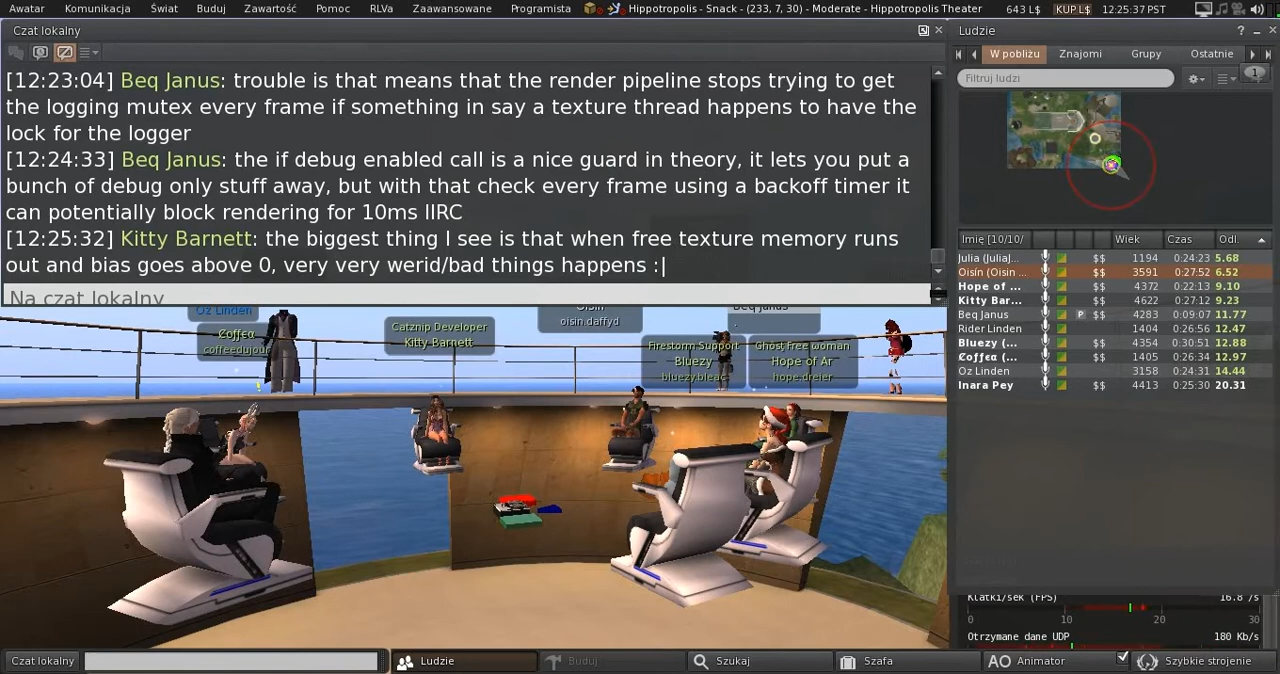 Awatar Komunikacja Świat Buduj Zawartość Pomoc RLVa Zaawansowane Programista Hippotropolis - Snack - (233, 7, 30) - Moderate - Hippotropolis Theater 643 L$ KUP L$ 12:25:37 PST
Czat lokalny
[12:23:04] Beq Janus: trouble is that means that the render pipeline stops trying to get
the logging mutex every frame if something in say a texture thread happens to have the
lock for the logger
[12:24:33] Beq Janus: the if debug enabled call is a nice guard in theory, it lets you put a
bunch of debug only stuff away, but with that check every frame using a backoff timer it
can potentially block rendering for 10ms IIRC
[12:25:32] Kitty Barnett: the biggest thing I see is that when free texture memory runs
out and bias goes above 0, very very werid/bad things happens :|
Na czat lokalny
Oz Linden
Coffee
coffeedujour
Catznip Developer
Kitty Barnett
Oisin
oisin.daffyd
Beq Janus
.
Firestorm Support
Bluezy
bluezy.bleac
Ghost Free woman
Hope of Ar
hope.dreier
Ludzie
? _ ×
W pobliżu Znajomi Grupy Ostatnie
Filtruj ludzi
1
Imię [10/10/ Wiek Czas Odl.
Julia (JuliaJ... $$ 1194 0:24:23 5.68
Oisín (Oisin ... $$ 3591 0:27:52 6.52
Hope of ... $$ 4372 0:22:13 9.10
Kitty Bar... $$ 4622 0:27:12 9.23
Beq Janus P $$ 4283 0:09:07 11.77
Rider Linden 1404 0:26:56 12.47
Bluezy (... $$ 4354 0:30:51 12.88
Coffee (... $$ 1405 0:26:34 12.97
Oz Linden 3158 0:24:31 14.44
Inara Pey $$ 4413 0:25:30 20.31
Klatki/sek (FPS) 16.8 /s
0 10 20 30
Otrzymane dane UDP 180 Kb/s
Czat lokalny Ludzie Buduj Szukaj Szafa AO Animator Szybkie strojenie